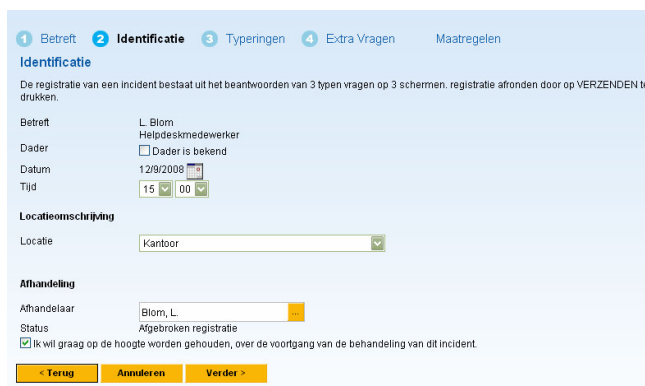 1 Betreft 2 Identificatie 3 Typeringen 4 Extra Vragen Maatregelen
Identificatie
De registratie van een incident bestaat uit het beantwoorden van 3 typen vragen op 3 schermen. registratie afronden door op VERZENDEN te
drukken.
Betreft L. Blom
Helpdeskmedewerker
Dader Dader is bekend
Datum 12/9/2008
Tijd 15 00
Locatieomschrijving
Locatie Kantoor
Afhandeling
Afhandelaar Blom, L. ...
Status Afgebroken registratie
Ik wil graag op de hoogte worden gehouden, over de voortgang van de behandeling van dit incident.
< Terug Annuleren Verder >